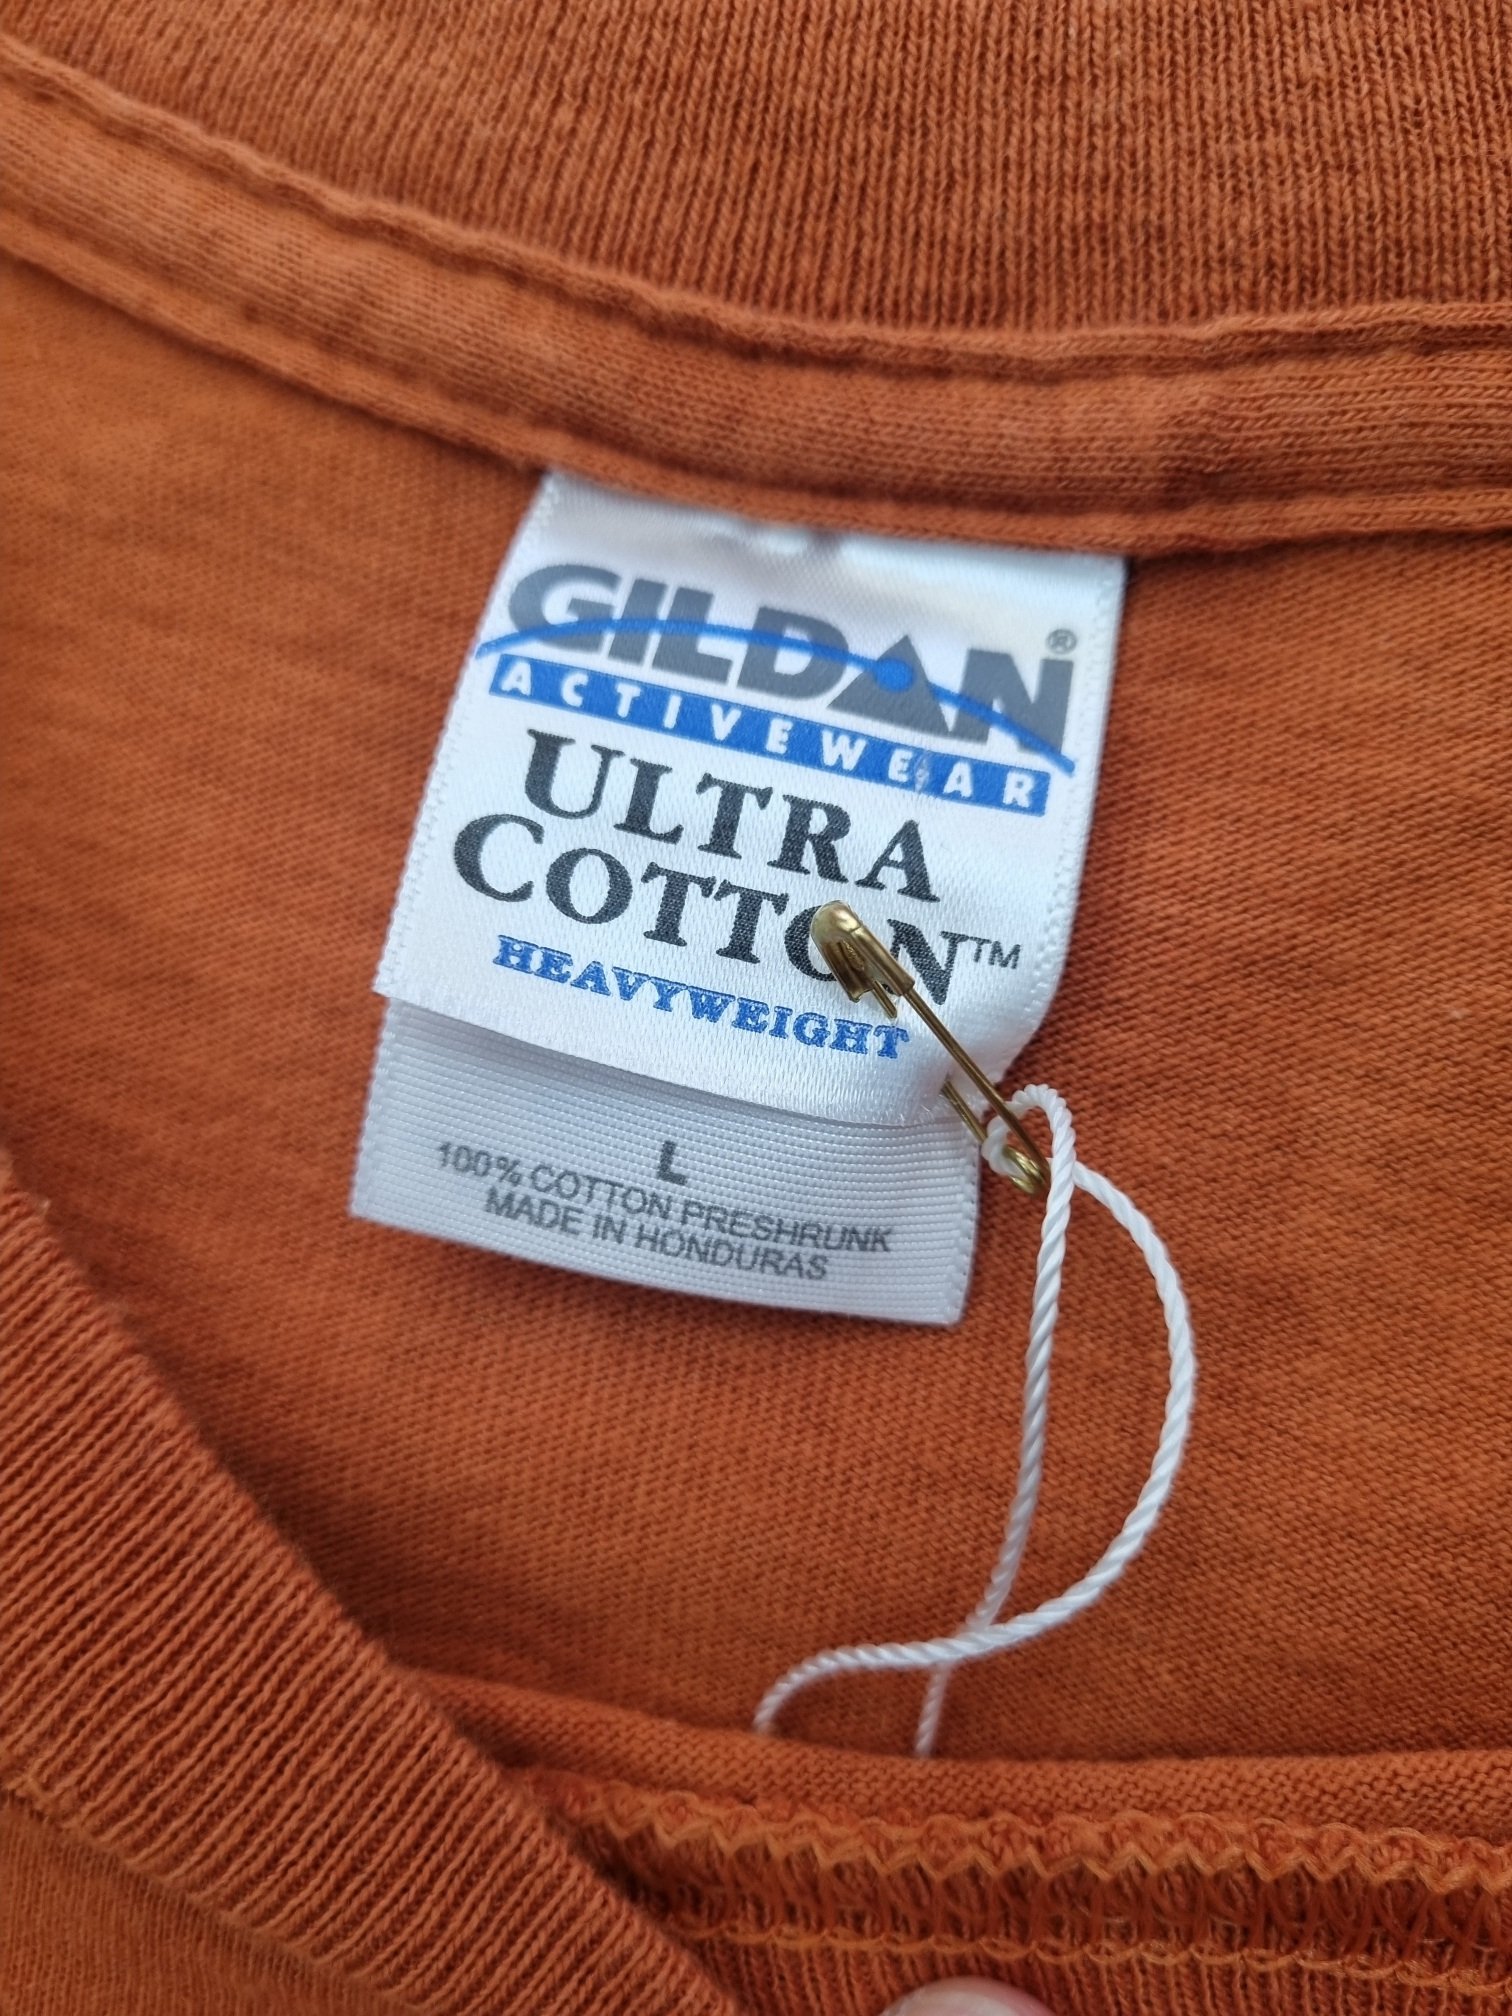 GILDAN®
ACTIVEWEAR
ULTRA
COTTON™
HEAVYWEIGHT
L
100% COTTON PRESHRUNK
MADE IN HONDURAS